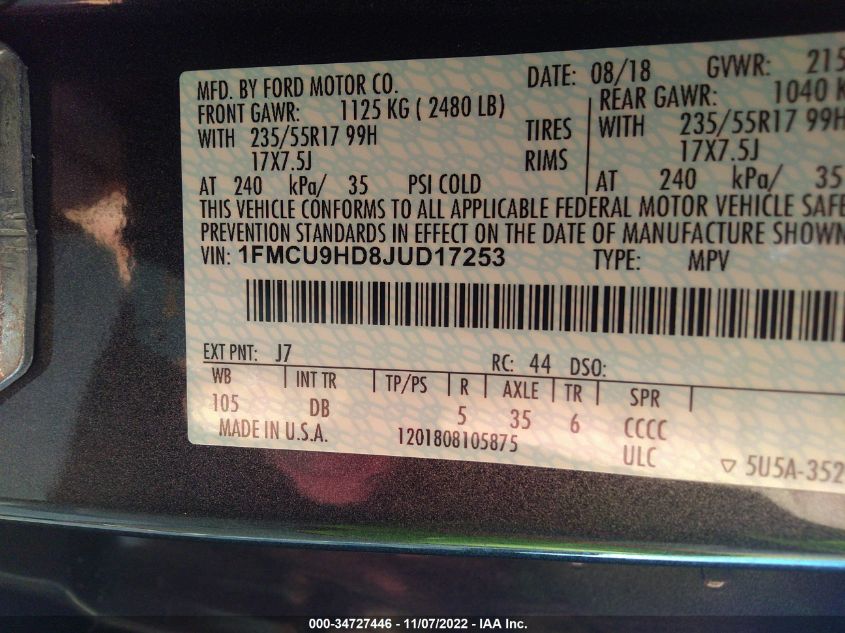 MFD. BY FORD MOTOR CO. DATE: 08/18 GVWR: 215
FRONT GAWR: 1125 KG ( 2480 LB) REAR GAWR: 1040 K
WITH 235/55R17 99H TIRES WITH 235/55R17 99H
17X7.5J RIMS 17X7.5J
AT 240 kPa/ 35 PSI COLD AT 240 kPa/ 35
THIS VEHICLE CONFORMS TO ALL APPLICABLE FEDERAL MOTOR VEHICLE SAFE
PREVENTION STANDARDS IN EFFECT ON THE DATE OF MANUFACTURE SHOWN
VIN: 1FMCU9HD8JUD17253 TYPE: MPV
EXT PNT: J7 RC: 44 DSO:
WB INT TR TP/PS R AXLE TR SPR
105 DB 5 35 6 CCCC
MADE IN U.S.A. 1201808105875 ULC ▽ 5U5A-352
000-34727446 - 11/07/2022 - IAA Inc.